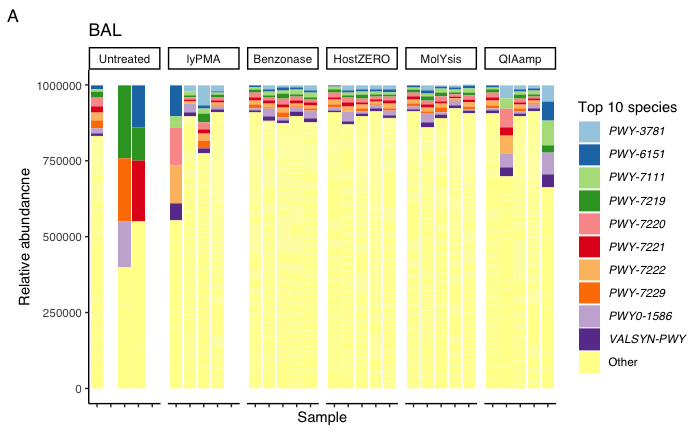 A
BAL
Untreated lyPMA Benzonase HostZERO MolYsis QIAamp
1000000
750000
500000
250000
0
Relative abundancne
Sample
Top 10 species
PWY-3781
PWY-6151
PWY-7111
PWY-7219
PWY-7220
PWY-7221
PWY-7222
PWY-7229
PWY0-1586
VALSYN-PWY
Other